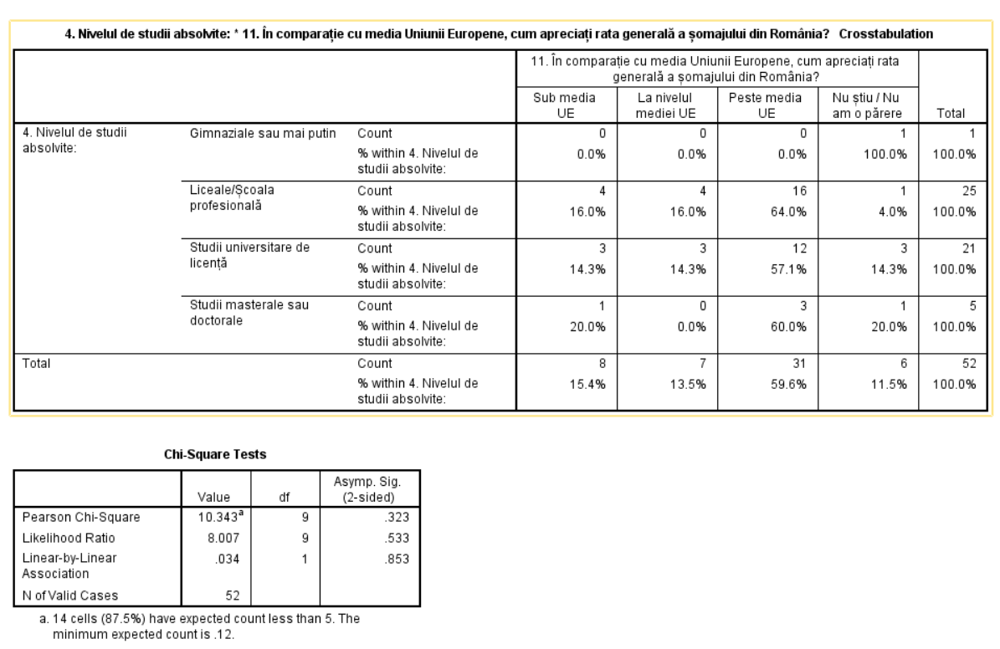 4. Nivelul de studii absolvite: * 11. În comparație cu media Uniunii Europene, cum apreciați rata generală a șomajului din România? Crosstabulation
11. În comparație cu media Uniunii Europene, cum apreciați rata
generală a șomajului din România?
Sub media UE | La nivelul mediei UE | Peste media UE | Nu știu / Nu am o părere | Total
4. Nivelul de studii absolvite: | Gimnaziale sau mai putin | Count | 0 | 0 | 0 | 1 | 1
% within 4. Nivelul de studii absolvite: | 0.0% | 0.0% | 0.0% | 100.0% | 100.0%
Liceale/Școala profesională | Count | 4 | 4 | 16 | 1 | 25
% within 4. Nivelul de studii absolvite: | 16.0% | 16.0% | 64.0% | 4.0% | 100.0%
Studii universitare de licență | Count | 3 | 3 | 12 | 3 | 21
% within 4. Nivelul de studii absolvite: | 14.3% | 14.3% | 57.1% | 14.3% | 100.0%
Studii masterale sau doctorale | Count | 1 | 0 | 3 | 1 | 5
% within 4. Nivelul de studii absolvite: | 20.0% | 0.0% | 60.0% | 20.0% | 100.0%
Total | Count | 8 | 7 | 31 | 6 | 52
% within 4. Nivelul de studii absolvite: | 15.4% | 13.5% | 59.6% | 11.5% | 100.0%
Chi-Square Tests
Value | df | Asymp. Sig. (2-sided)
Pearson Chi-Square | 10.343a | 9 | .323
Likelihood Ratio | 8.007 | 9 | .533
Linear-by-Linear Association | .034 | 1 | .853
N of Valid Cases | 52
a. 14 cells (87.5%) have expected count less than 5. The
minimum expected count is .12.